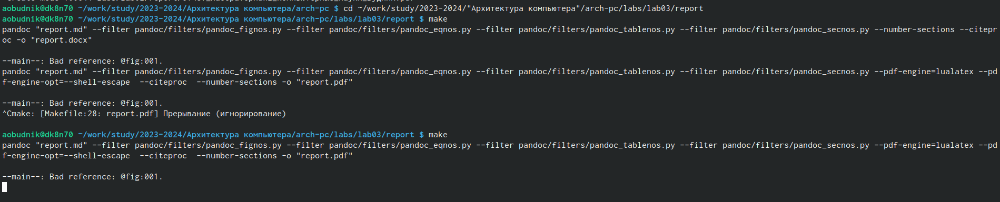 aobudnik@dk8n70 ~/work/study/2023-2024/Архитектура компьютера/arch-pc $ cd ~/work/study/2023-2024/"Архитектура компьютера"/arch-pc/labs/lab03/report
aobudnik@dk8n70 ~/work/study/2023-2024/Архитектура компьютера/arch-pc/labs/lab03/report $ make
pandoc "report.md" --filter pandoc/filters/pandoc_fignos.py --filter pandoc/filters/pandoc_eqnos.py --filter pandoc/filters/pandoc_tablenos.py --filter pandoc/filters/pandoc_secnos.py --number-sections --citepr
oc -o "report.docx"
--main--: Bad reference: @fig:001.
pandoc "report.md" --filter pandoc/filters/pandoc_fignos.py --filter pandoc/filters/pandoc_eqnos.py --filter pandoc/filters/pandoc_tablenos.py --filter pandoc/filters/pandoc_secnos.py --pdf-engine=lualatex --pd
f-engine-opt=--shell-escape  --citeproc  --number-sections -o "report.pdf"
--main--: Bad reference: @fig:001.
^Cmake: [Makefile:28: report.pdf] Прерывание (игнорирование)
aobudnik@dk8n70 ~/work/study/2023-2024/Архитектура компьютера/arch-pc/labs/lab03/report $ make
pandoc "report.md" --filter pandoc/filters/pandoc_fignos.py --filter pandoc/filters/pandoc_eqnos.py --filter pandoc/filters/pandoc_tablenos.py --filter pandoc/filters/pandoc_secnos.py --pdf-engine=lualatex --pd
f-engine-opt=--shell-escape  --citeproc  --number-sections -o "report.pdf"
--main--: Bad reference: @fig:001.